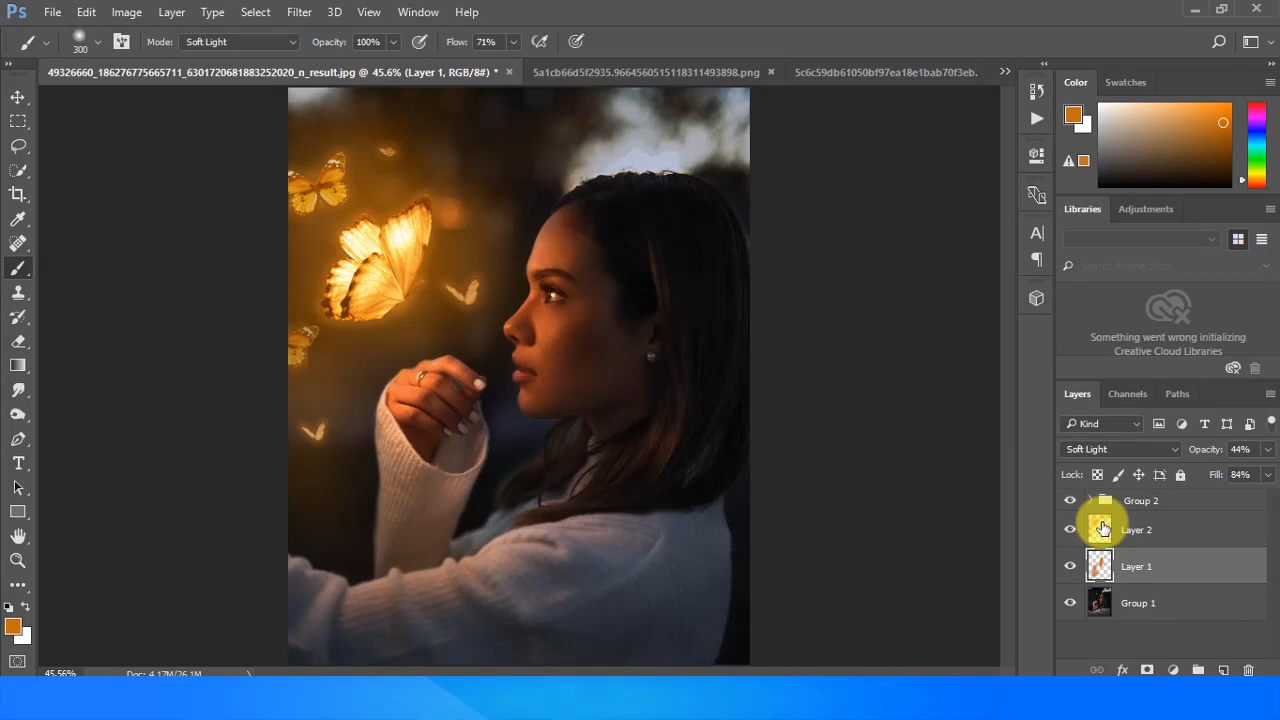 Ps File Edit Image Layer Type Select Filter 3D View Window Help
300 Mode: Soft Light Opacity: 100% Flow: 71%
49326660_186276775665711_6301720681883252020_n_result.jpg @ 45.6% (Layer 1, RGB/8#) * × 5a1cb66d5f2935.9664560515118311493898.png × 5c6c59db61050bf97ea18e1bab70f3eb.
Color Swatches
Libraries Adjustments
Search Adobe Stock
Something went wrong initializing
Creative Cloud Libraries
Layers Channels Paths
Kind
Soft Light Opacity: 44%
Lock: Fill: 84%
Group 2
Layer 2
Layer 1
Group 1
45.56% Doc: 4.17M/26.1M